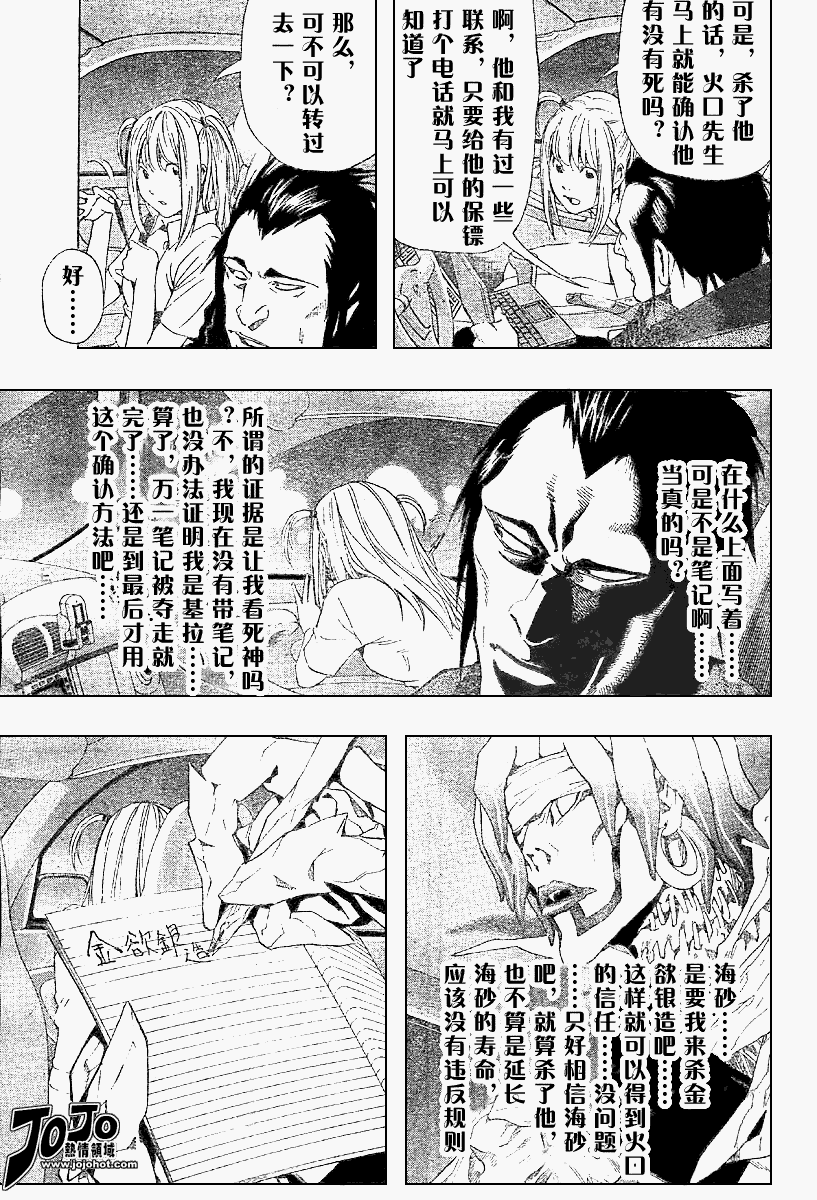 可是，杀了他
的话，火口先生
马上就能确认他
有没有死吗？
啊，他和我有过一些
联系，只要给他的保镖
打个电话就马上可以
知道了
那么，
可不可以转过
去一下？
好……
在什么上面写着……
可是不是笔记啊……
当真的吗？
所谓的证据是让我看死神吗
？不，我现在没有带笔记，
也没办法证明我是基拉……
算了，万一笔记被夺走就
完了……还是到最后才用
这个确认方法吧……
海砂……
是要我来杀金
欲银造吧……
这样就可以得到火口
的信任……没问题
……只好相信海砂
吧，就算杀了他，
也不算是延长
海砂的寿命，
应该没有违反规则
金欲銀造
JOJO
熱情領域
www.jojohot.com